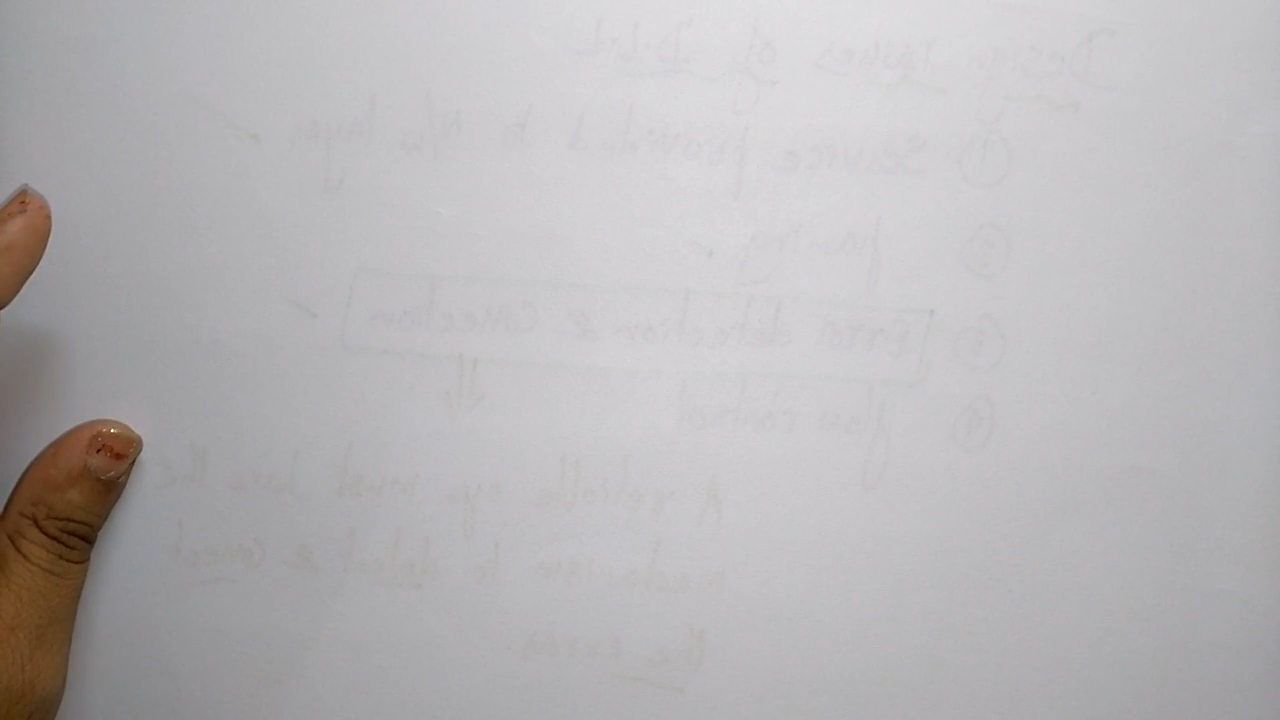 Design Issues of DLL
① Service provided to N/w layer
② framing
③ Error detection & Correction
④ flow control
A reliable sys must have the
mechanism to detect & correct
the errors.